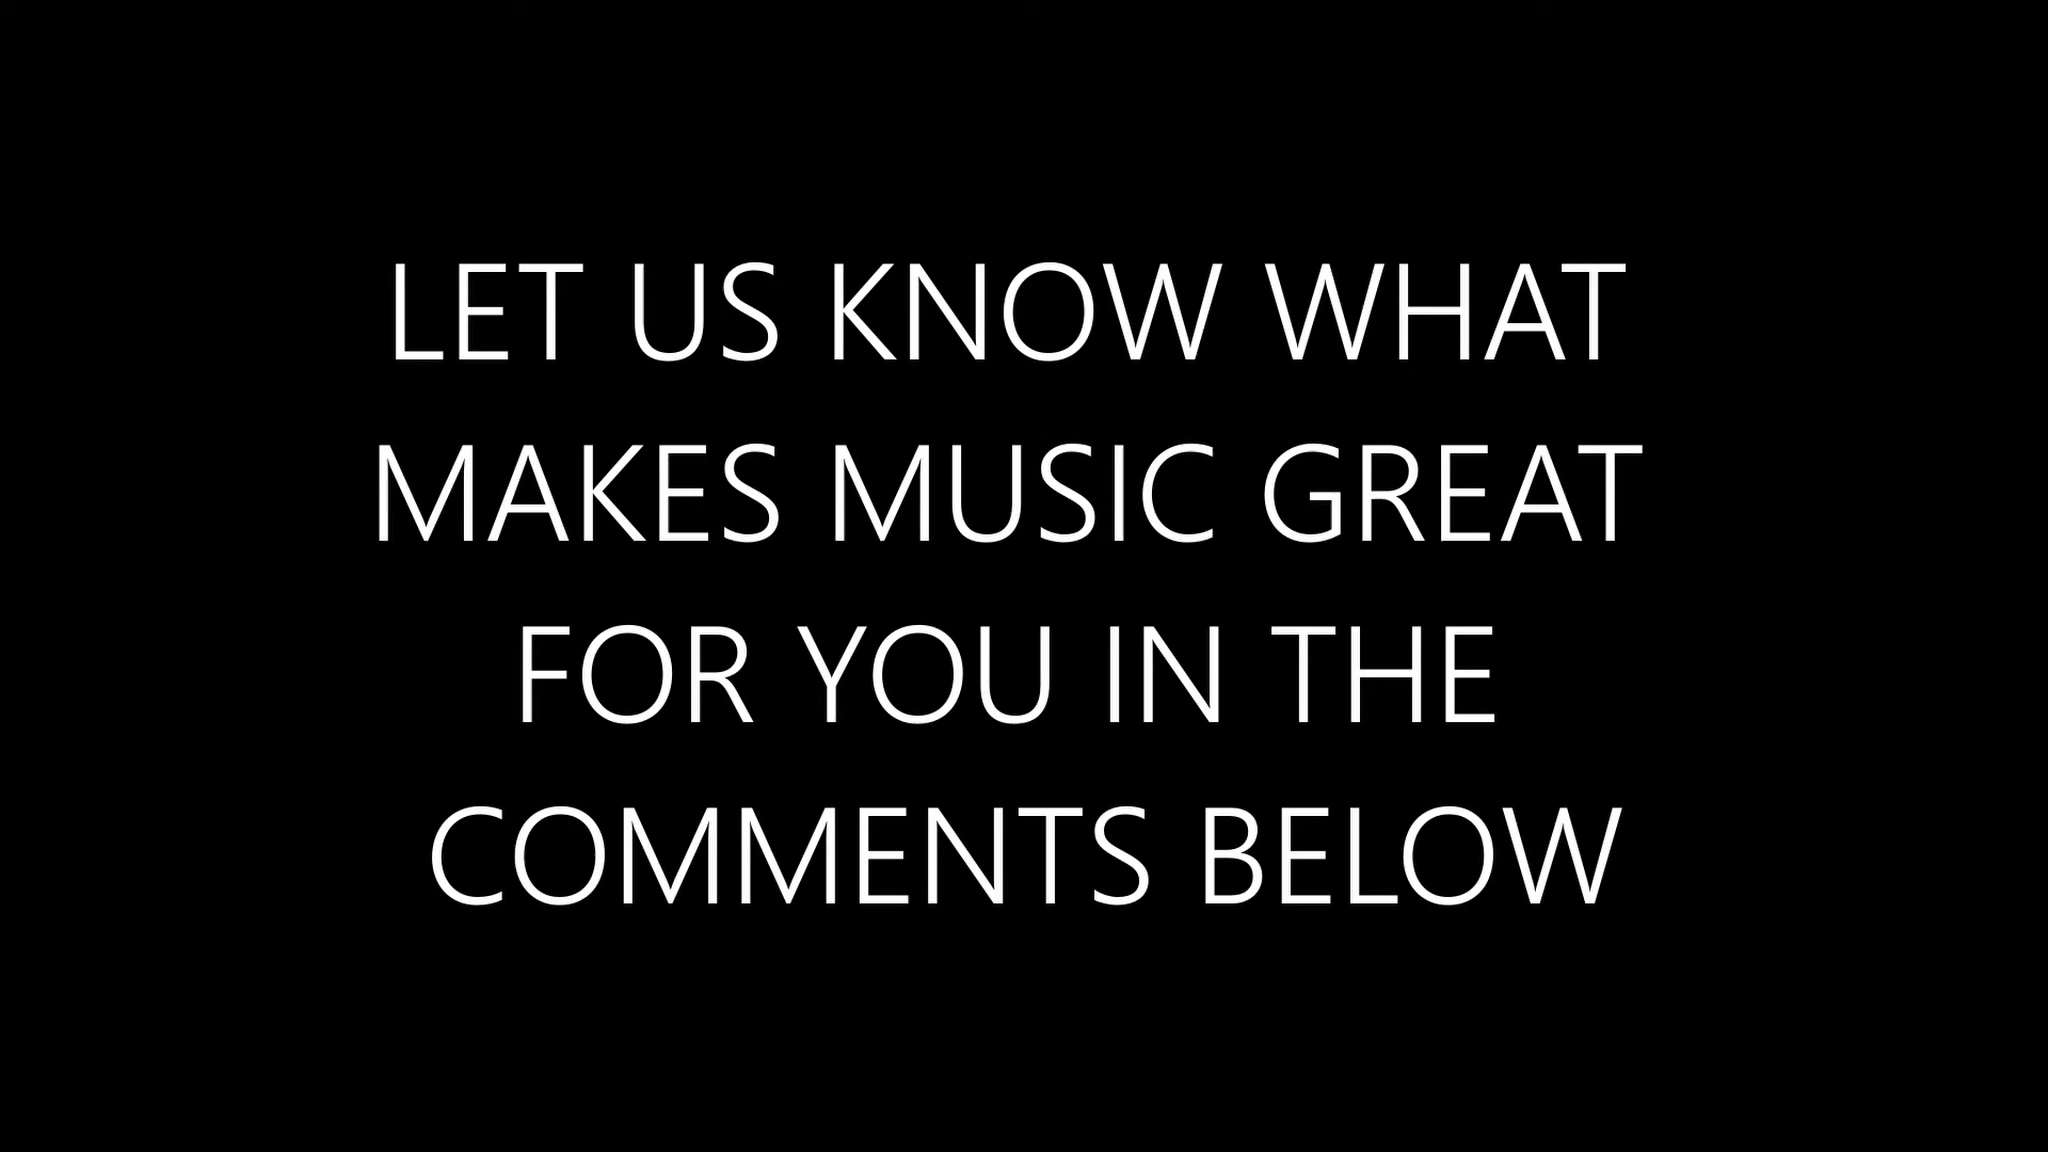 LET US KNOW WHAT
MAKES MUSIC GREAT
FOR YOU IN THE
COMMENTS BELOW